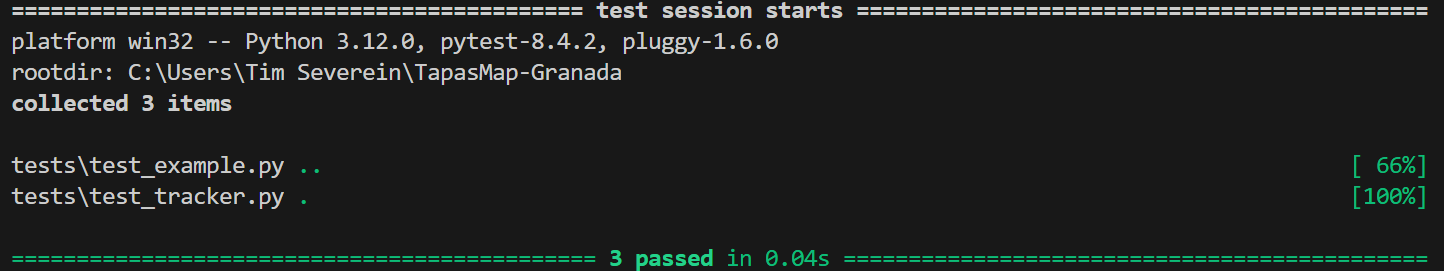 ============================================ test session starts ============================================
platform win32 -- Python 3.12.0, pytest-8.4.2, pluggy-1.6.0
rootdir: C:\Users\Tim Severein\TapasMap-Granada
collected 3 items
tests\test_example.py .. [ 66%]
tests\test_tracker.py . [100%]
============================================= 3 passed in 0.04s =============================================